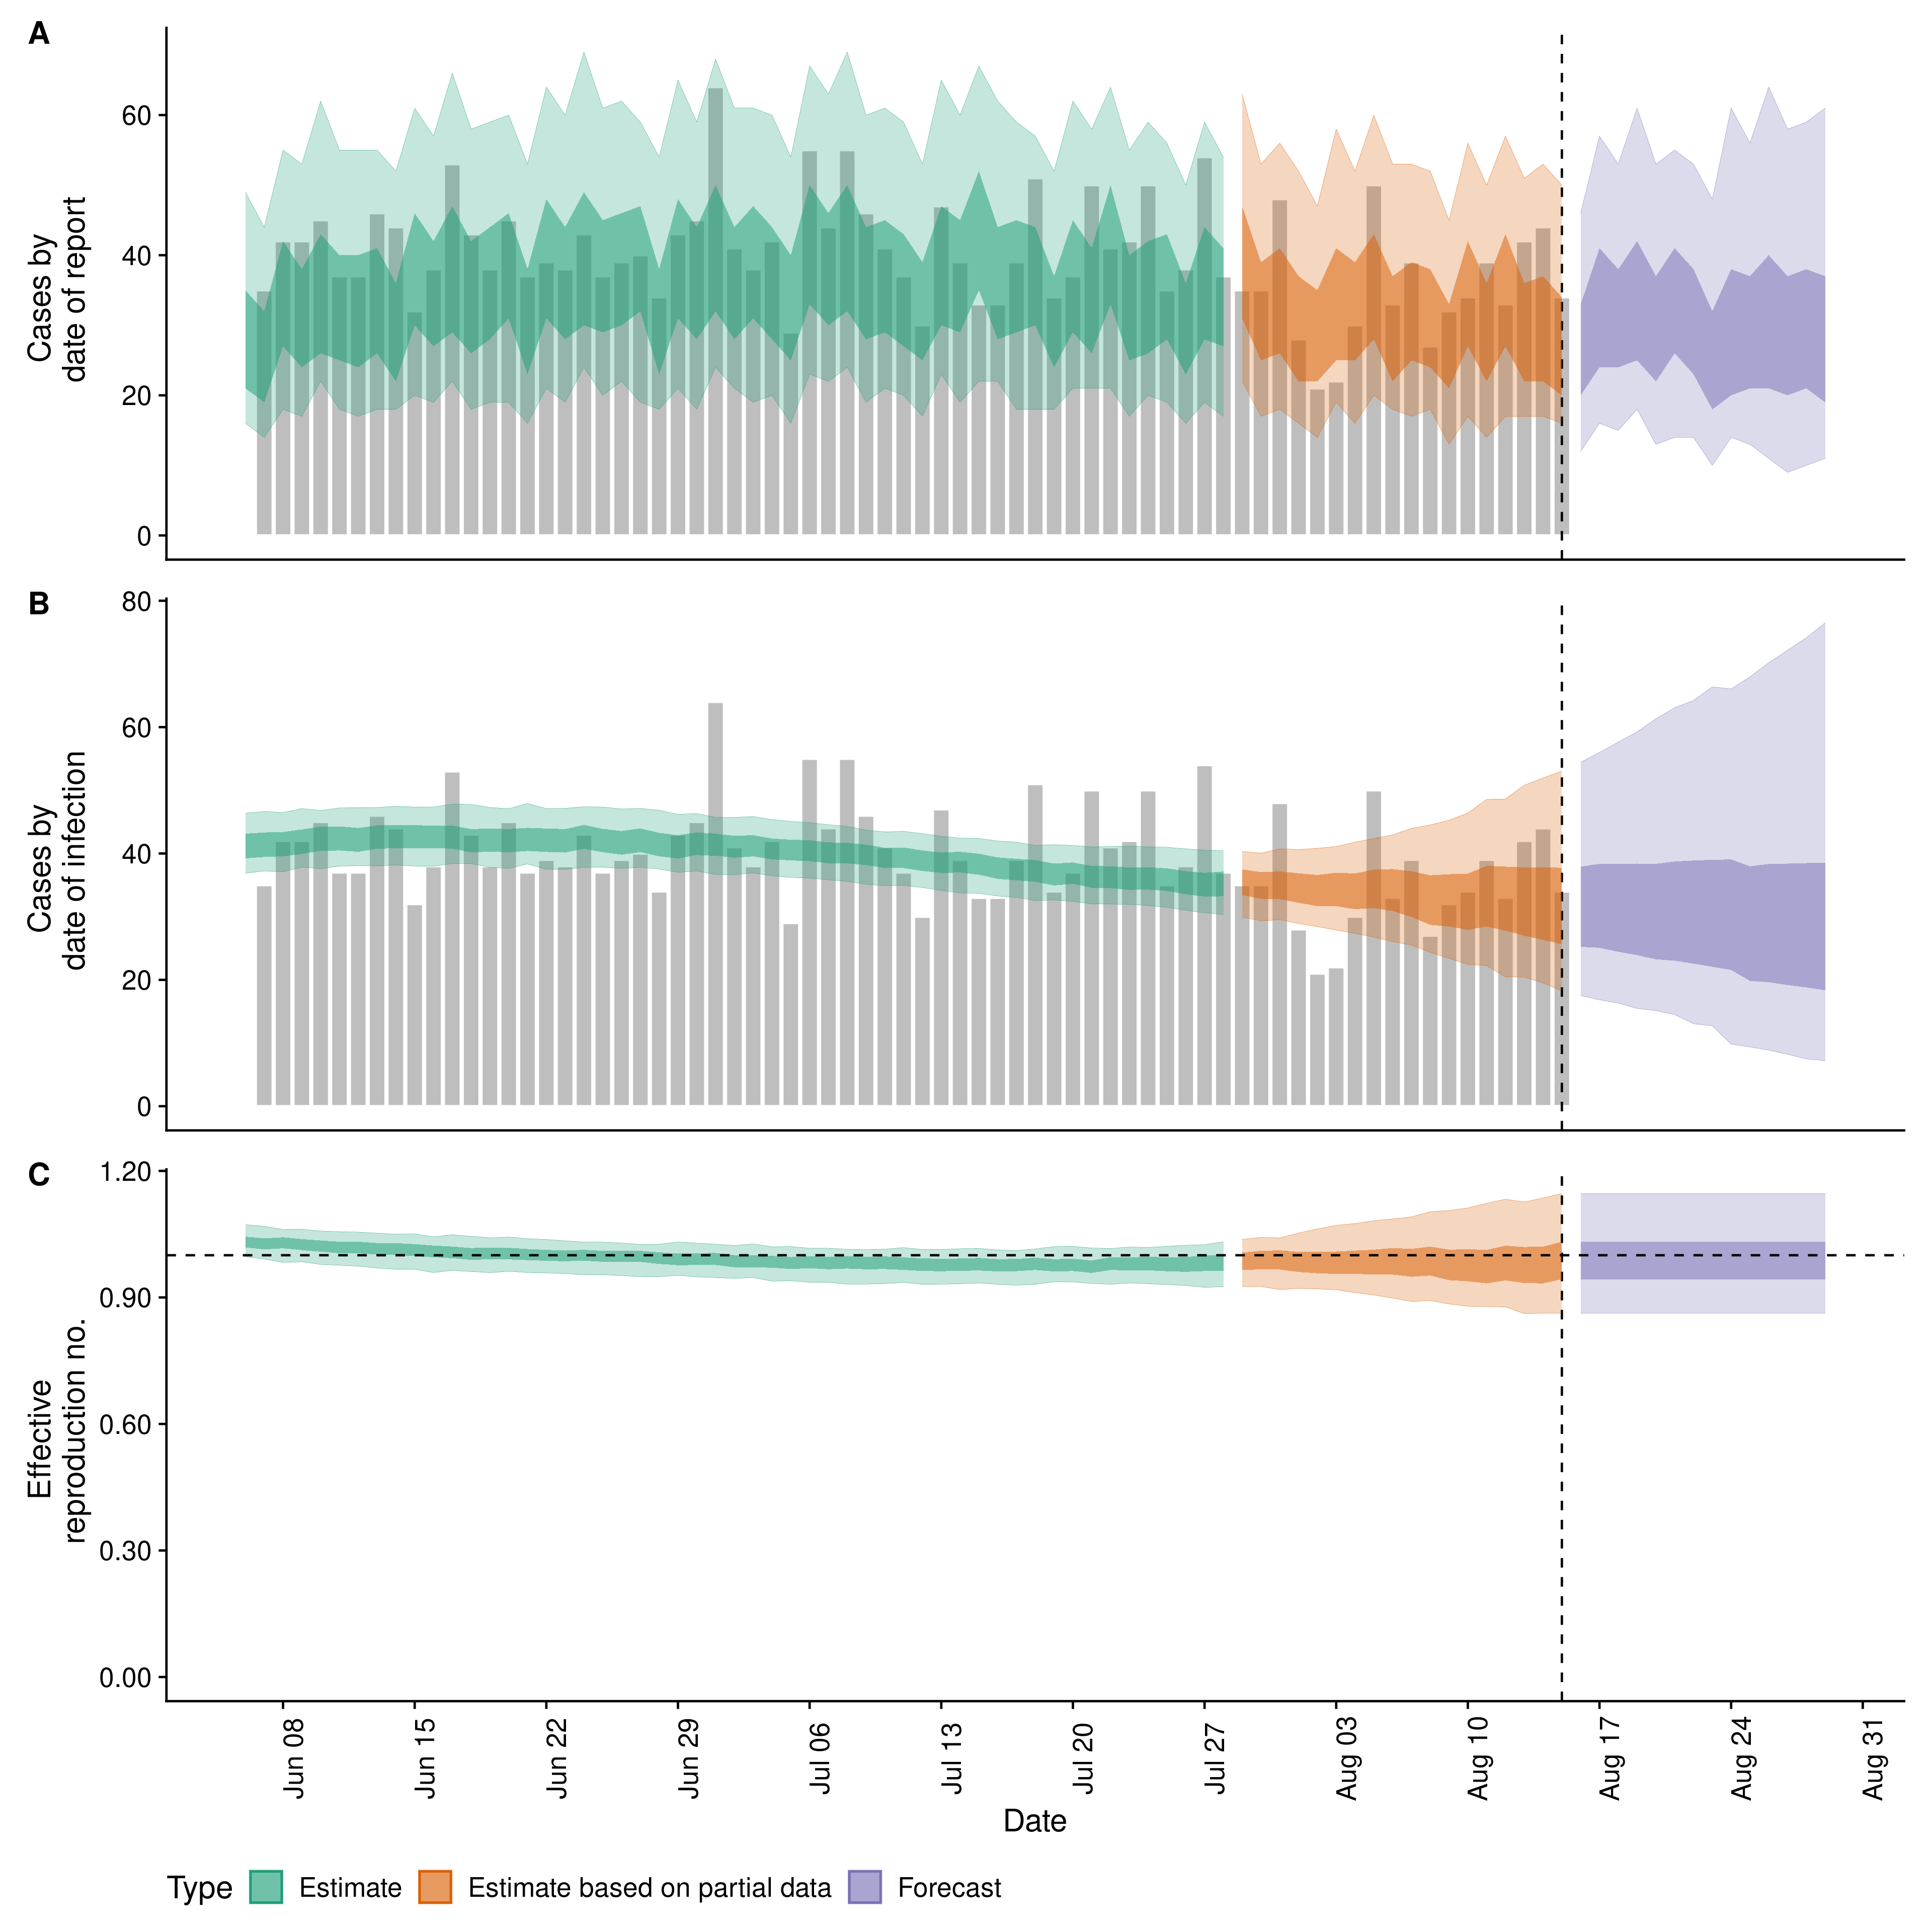 A
60
40
20
0
Cases by
date of report
B
80
60
40
20
0
Cases by
date of infection
C
1.20
0.90
0.60
0.30
0.00
Effective
reproduction no.
Jun 08
Jun 15
Jun 22
Jun 29
Jul 06
Jul 13
Jul 20
Jul 27
Aug 03
Aug 10
Aug 17
Aug 24
Aug 31
Date
Type Estimate Estimate based on partial data Forecast